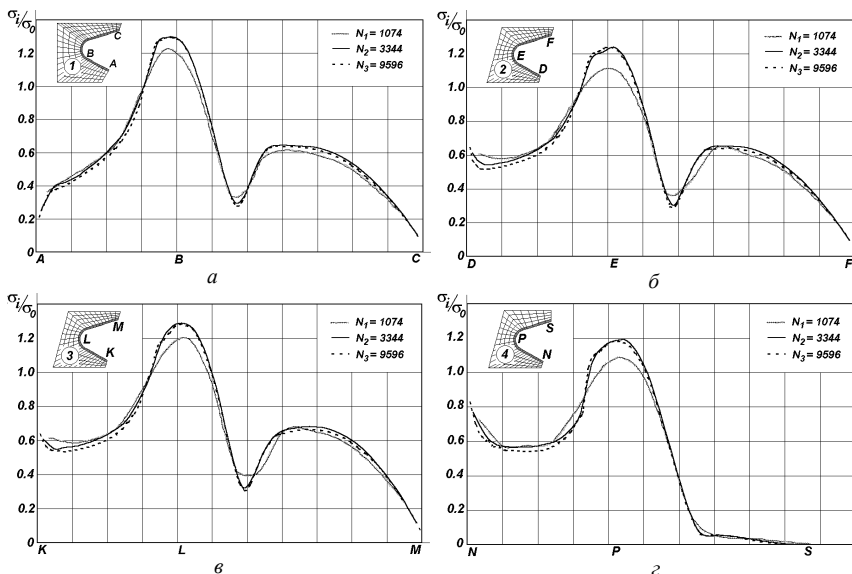 σi/σ0
1
A
B
C
N1 = 1074
N2 = 3344
N3 = 9596
1.0
0.8
0.6
0.4
0.2
0
A B C
а
σi/σ0
2
D
E
F
N1 = 1074
N2 = 3344
N3 = 9596
1.2
1.0
0.8
0.6
0.4
0.2
0
D E F
б
σi/σ0
3
K
L
M
N1 = 1074
N2 = 3344
N3 = 9596
1.2
1.0
0.8
0.6
0.4
0.2
0
K L M
в
σi/σ0
4
N
P
S
N1 = 1074
N2 = 3344
N3 = 9596
1.2
1.0
0.8
0.6
0.4
0.2
0
N P S
г